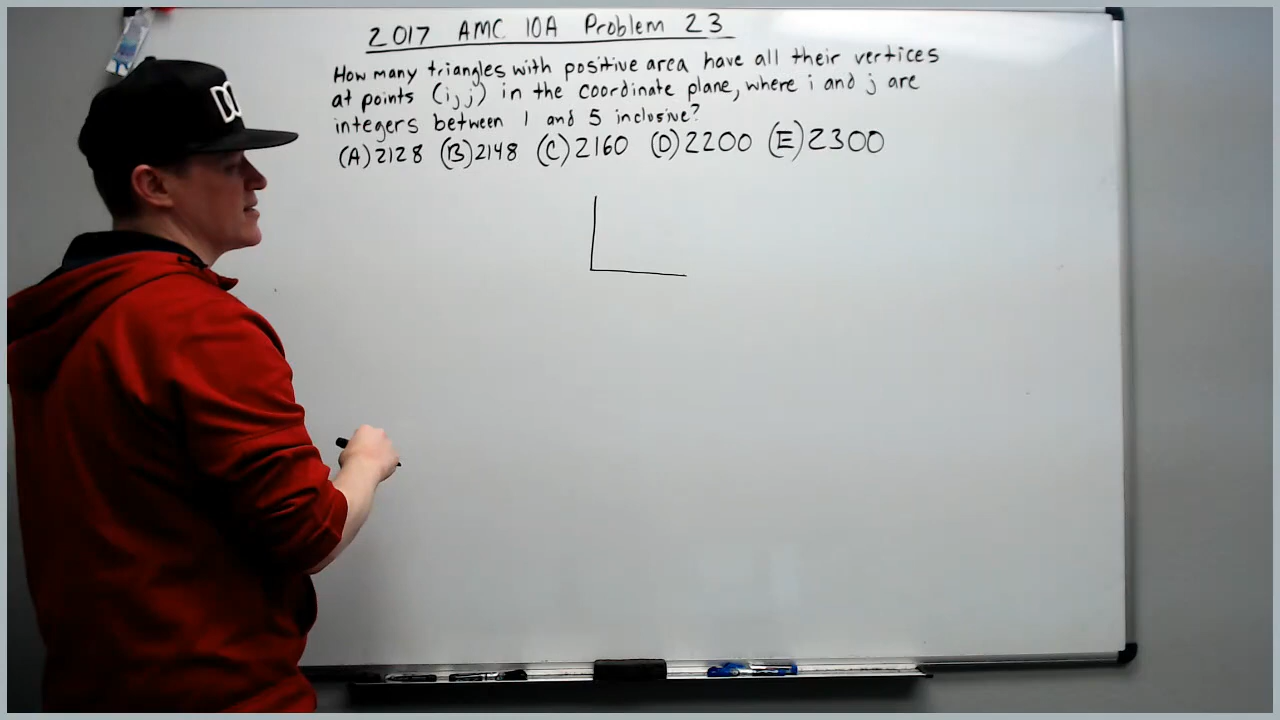 2017 AMC 10A Problem 23
How many triangles with positive area have all their vertices
at points (i,j) in the coordinate plane, where i and j are
integers between 1 and 5 inclusive?
(A) 2128 (B) 2148 (C) 2160 (D) 2200 (E) 2300